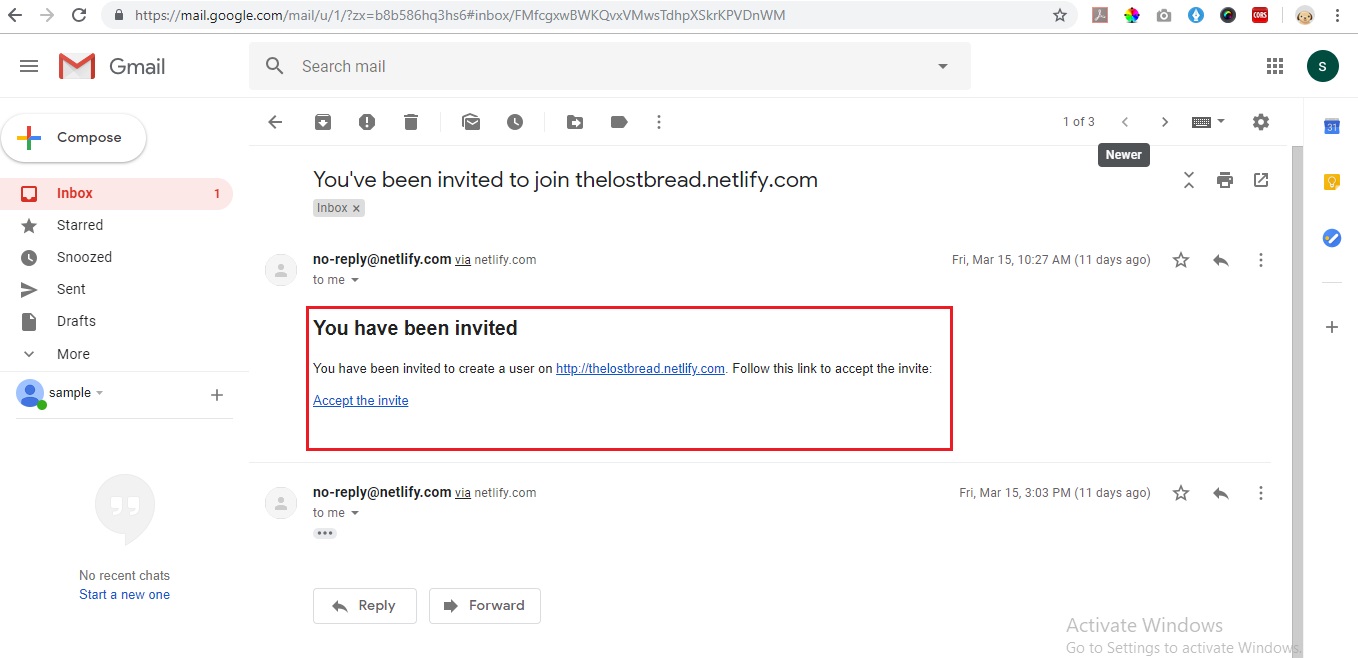 https://mail.google.com/mail/u/1/?zx=b8b586hq3hs6#inbox/FMfcgxwBWKQvxVMwsTdhpXSkrKPVDnWM
CORS
Gmail
Search mail
S
Compose
1 of 3
31
Newer
Inbox
1
You've been invited to join thelostbread.netlify.com
Inbox x
Starred
Snoozed
no-reply@netlify.com via netlify.com
Fri, Mar 15, 10:27 AM (11 days ago)
to me
Sent
Drafts
More
You have been invited
You have been invited to create a user on http://thelostbread.netlify.com. Follow this link to accept the invite:
Accept the invite
sample
no-reply@netlify.com via netlify.com
Fri, Mar 15, 3:03 PM (11 days ago)
to me
No recent chats
Start a new one
Reply
Forward
Activate Windows
Go to Settings to activate Windows.